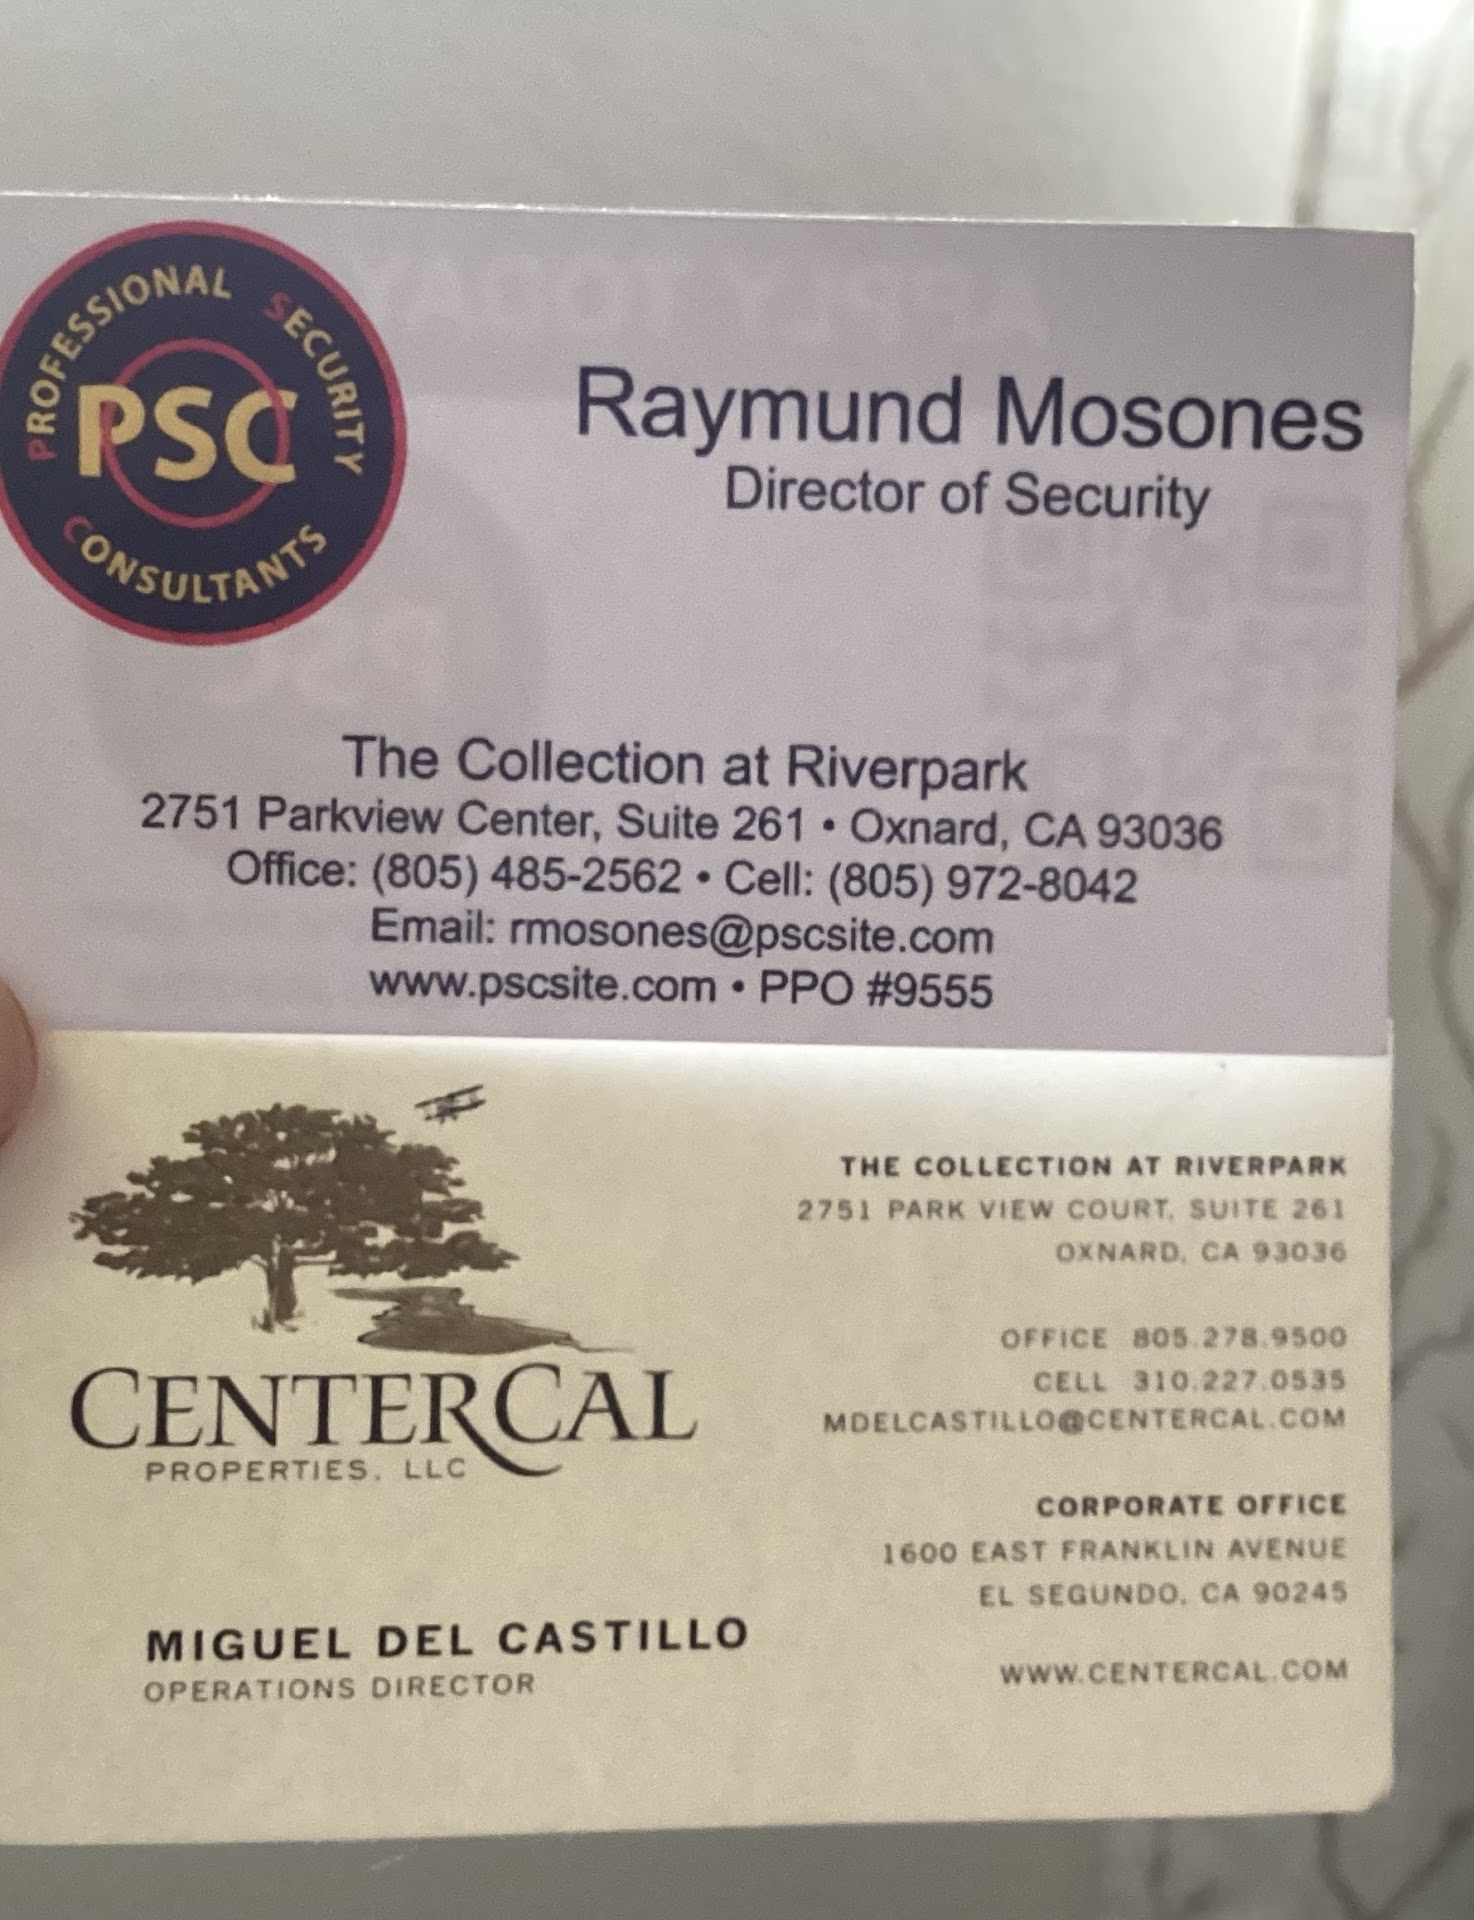 PROFESSIONAL SECURITY
PSC
CONSULTANTS
Raymund Mosones
Director of Security
The Collection at Riverpark
2751 Parkview Center, Suite 261 • Oxnard, CA 93036
Office: (805) 485-2562 • Cell: (805) 972-8042
Email: rmosones@pscsite.com
www.pscsite.com • PPO #9555
CENTERCAL
PROPERTIES, LLC
MIGUEL DEL CASTILLO
OPERATIONS DIRECTOR
THE COLLECTION AT RIVERPARK
2751 PARK VIEW COURT, SUITE 261
OXNARD, CA 93036
OFFICE 805.278.9500
CELL 310.227.0535
MDELCASTILLO@CENTERCAL.COM
CORPORATE OFFICE
1600 EAST FRANKLIN AVENUE
EL SEGUNDO, CA 90245
WWW.CENTERCAL.COM